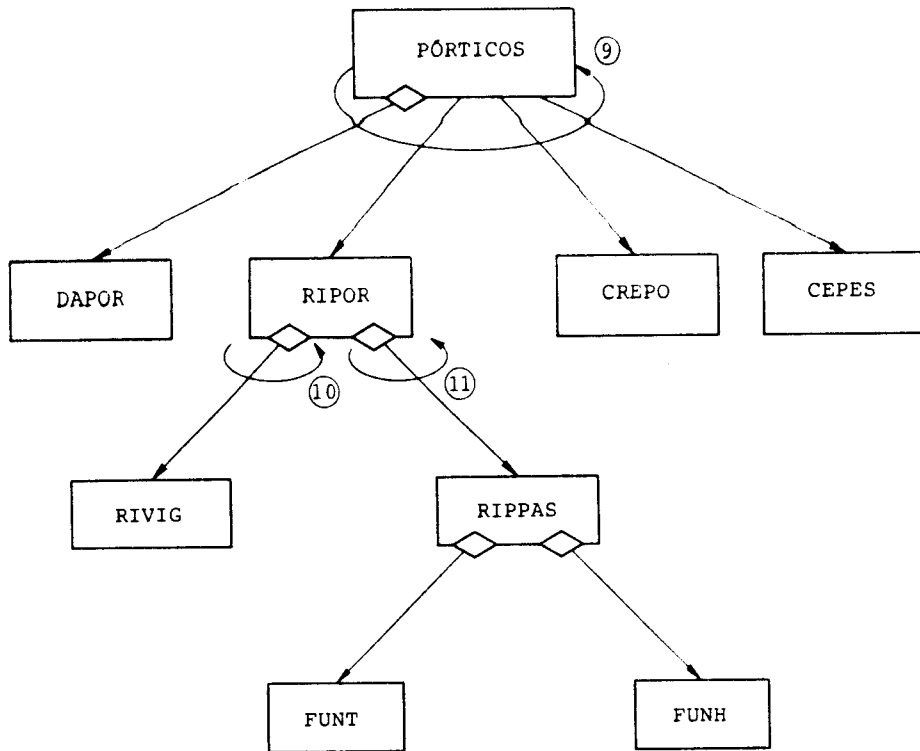 PÓRTICOS
9
DAPOR
RIPOR
CREPO
CEPES
10
11
RIVIG
RIPPAS
FUNT
FUNH